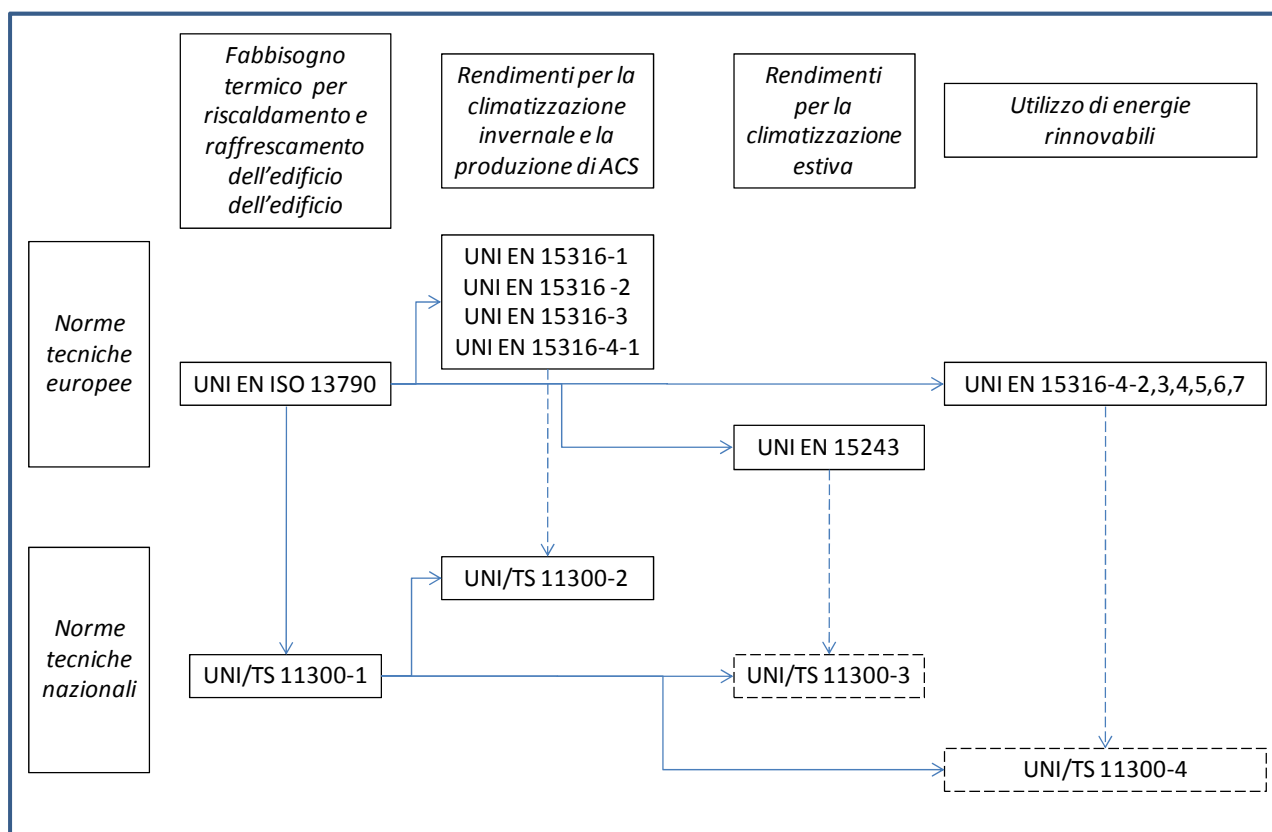 Fabbisogno
termico per
riscaldamento e
raffrescamento
dell'edificio
dell'edificio
Rendimenti per la
climatizzazione
invernale e la
produzione di ACS
Rendimenti
per la
climatizzazione
estiva
Utilizzo di energie
rinnovabili
Norme
tecniche
europee
UNI EN ISO 13790
UNI EN 15316-1
UNI EN 15316 -2
UNI EN 15316-3
UNI EN 15316-4-1
UNI EN 15243
UNI EN 15316-4-2,3,4,5,6,7
Norme
tecniche
nazionali
UNI/TS 11300-1
UNI/TS 11300-2
UNI/TS 11300-3
UNI/TS 11300-4